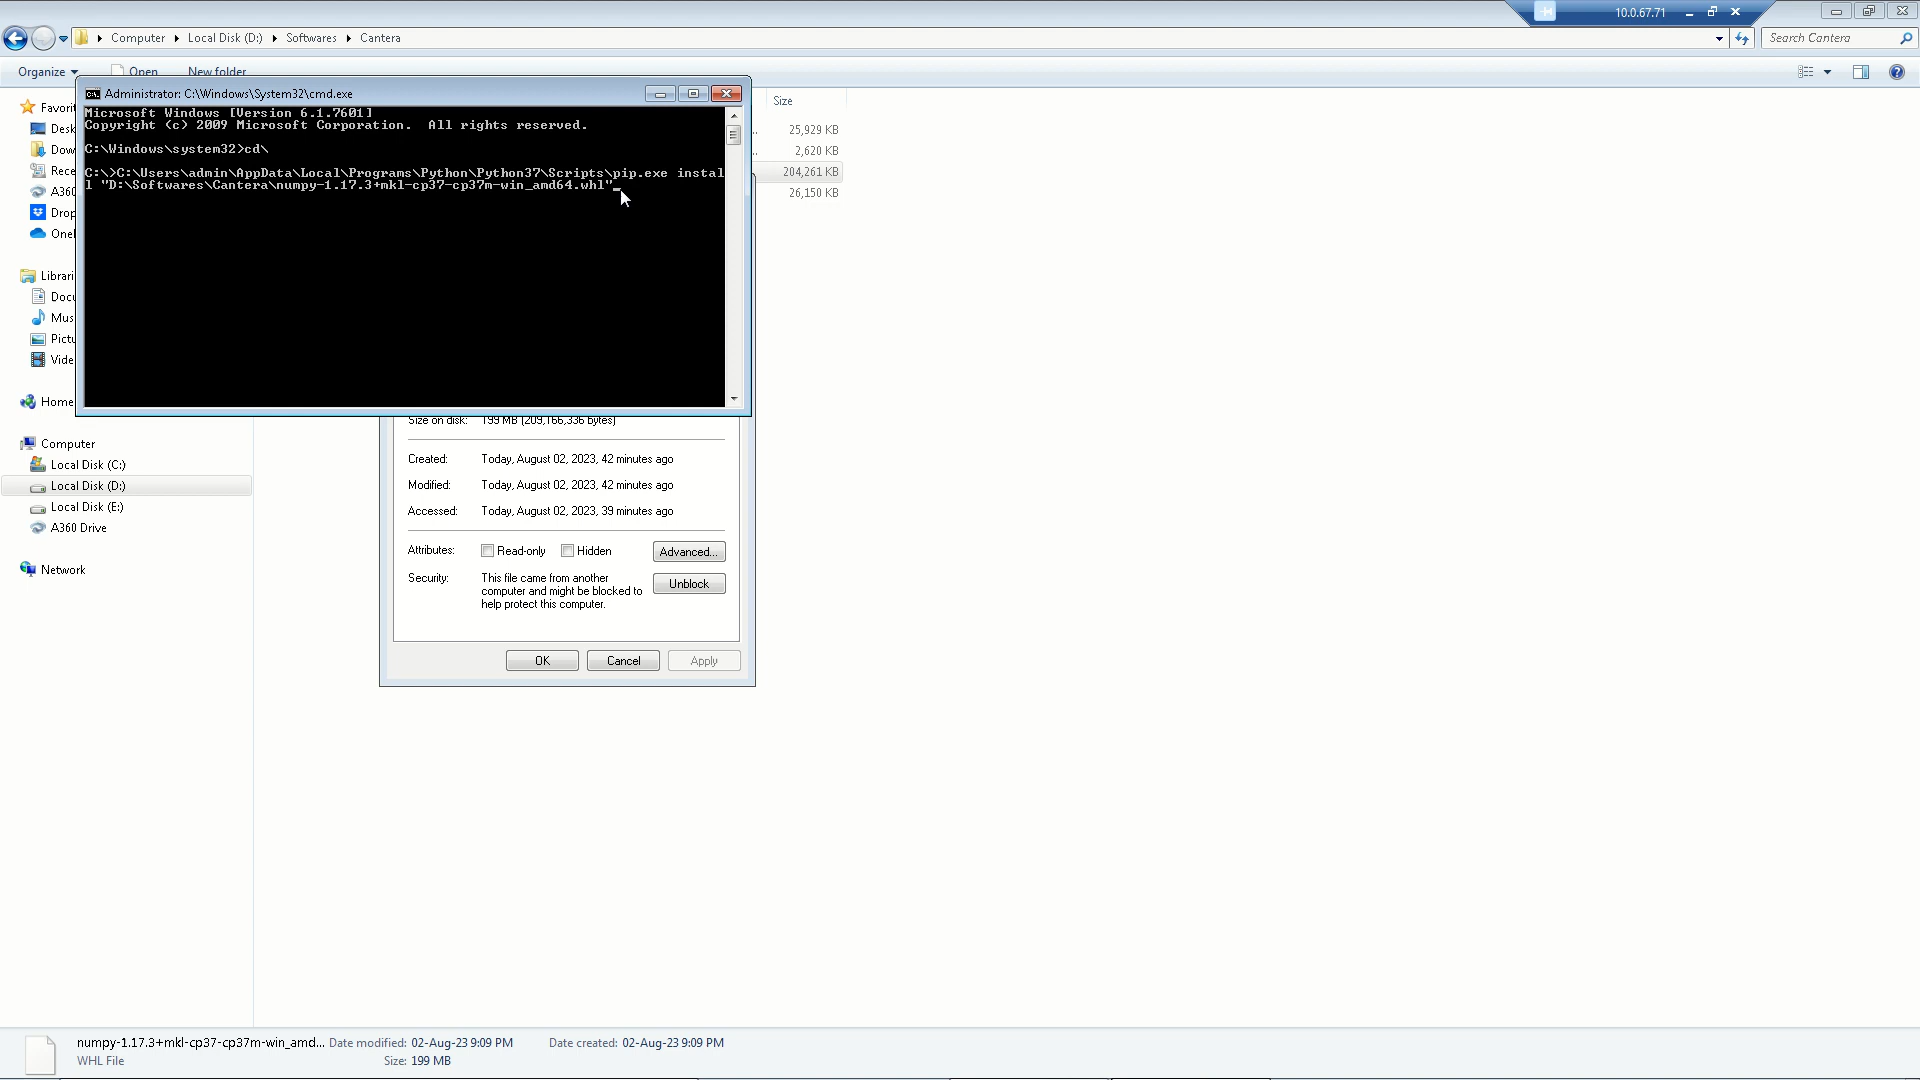 10.0.67.71
Computer Local Disk (D:) Softwares Cantera
Search Cantera
Organize Open New folder
Administrator: C:\Windows\System32\cmd.exe
Microsoft Windows [Version 6.1.7601]
Copyright (c) 2009 Microsoft Corporation.  All rights reserved.
C:\Windows\system32>cd\
C:\>C:\Users\admin\AppData\Local\Programs\Python\Python37\Scripts\pip.exe instal
l "D:\Softwares\Cantera\numpy-1.17.3+mkl-cp37-cp37m-win_amd64.whl"_
Size
25,929 KB
2,620 KB
204,261 KB
26,150 KB
Favorit
Desk
Dow
Rece
A360
Drop
Onel
Librari
Docu
Mus
Pictu
Vide
Home
Computer
Local Disk (C:)
Local Disk (D:)
Local Disk (E:)
A360 Drive
Network
Size on disk: 199 MB (209,166,336 bytes)
Created: Today, August 02, 2023, 42 minutes ago
Modified: Today, August 02, 2023, 42 minutes ago
Accessed: Today, August 02, 2023, 39 minutes ago
Attributes: Read-only Hidden Advanced...
Security: This file came from another
computer and might be blocked to
help protect this computer.
Unblock
OK Cancel Apply
numpy-1.17.3+mkl-cp37-cp37m-win_amd... Date modified: 02-Aug-23 9:09 PM Date created: 02-Aug-23 9:09 PM
WHL File Size: 199 MB